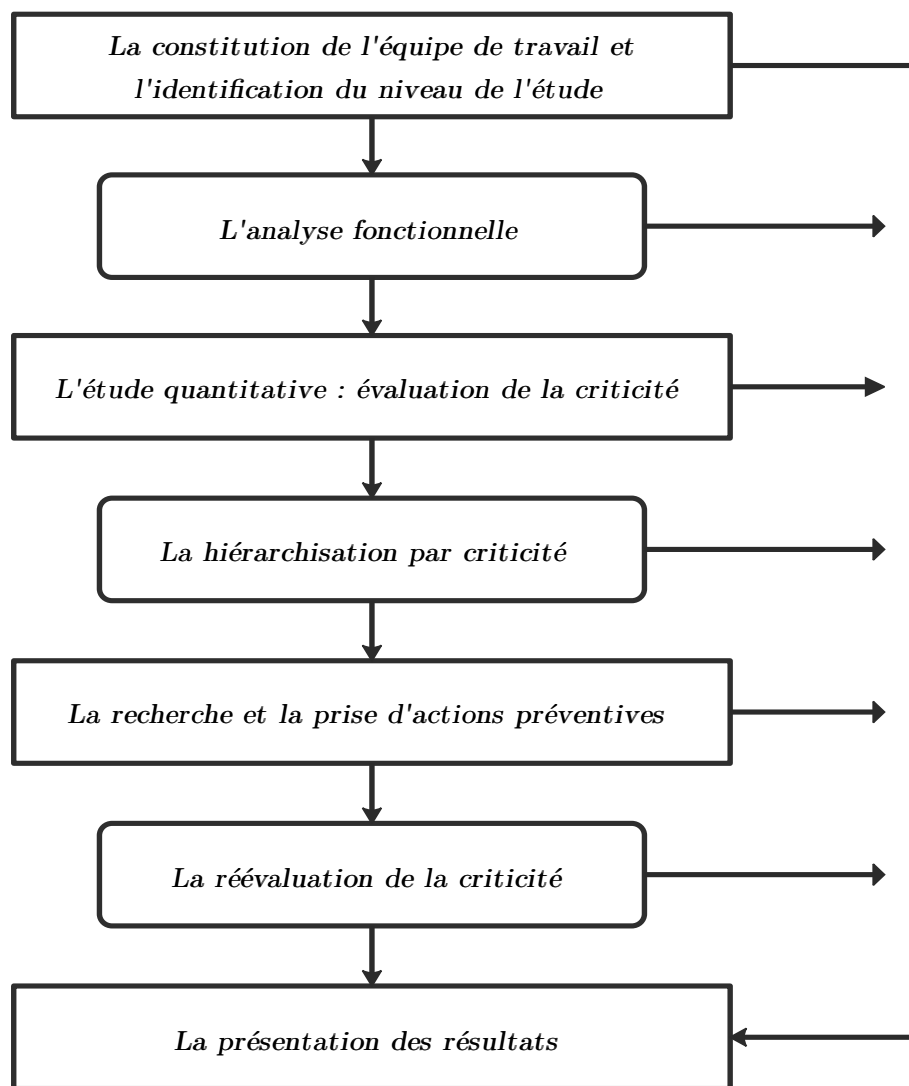 La constitution de l'équipe de travail et
l'identification du niveau de l'étude
L'analyse fonctionnelle
L'étude quantitative : évaluation de la criticité
La hiérarchisation par criticité
La recherche et la prise d'actions préventives
La réévaluation de la criticité
La présentation des résultats